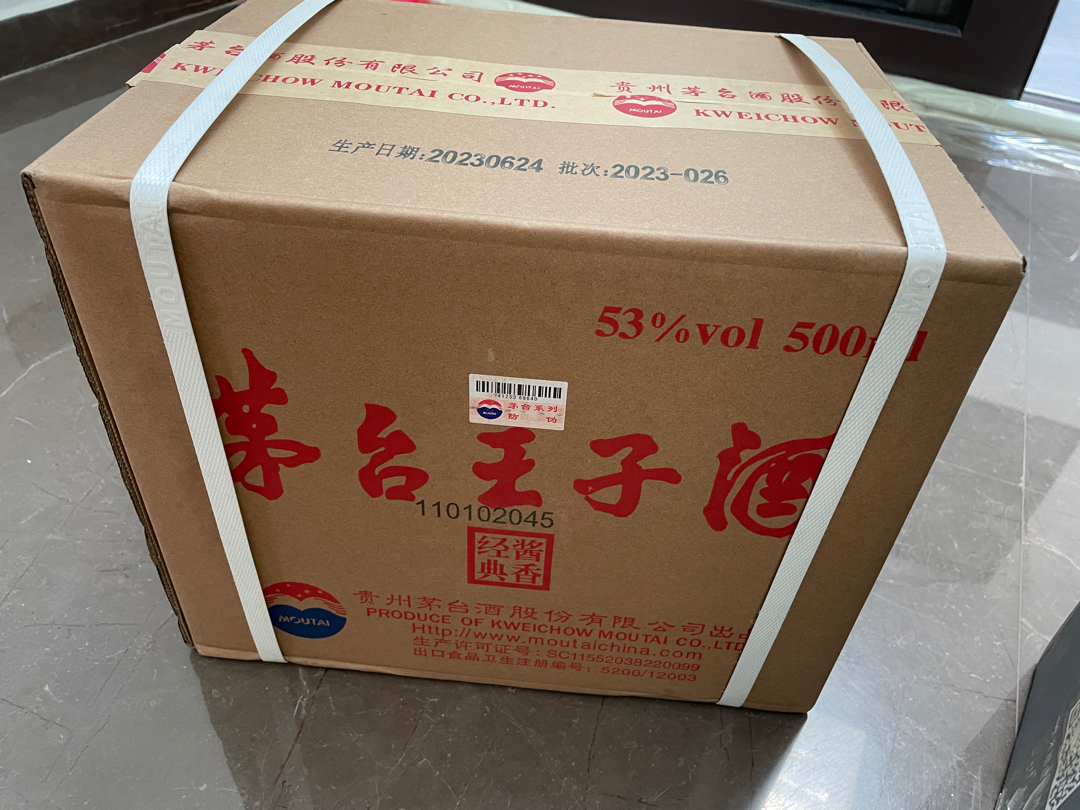 茅台酒股份有限公司 MOUTAI 贵州茅台酒股份有限
KWEICHOW MOUTAI CO.,LTD. MOUTAI KWEICHOW MOUT
生产日期:20230624 批次:2023-026
MOUTAI
53%vol 500ml
茅台系列
防伪
茅台王子酒
110102045
经典 酱香
MOUTAI
贵州茅台酒股份有限公司出
PRODUCE OF KWEICHOW MOUTAI CO.,LTD
Http://www.moutaichina.com
生产许可证号: SC11552038220099
出口食品卫生注册编号: 5200/12003